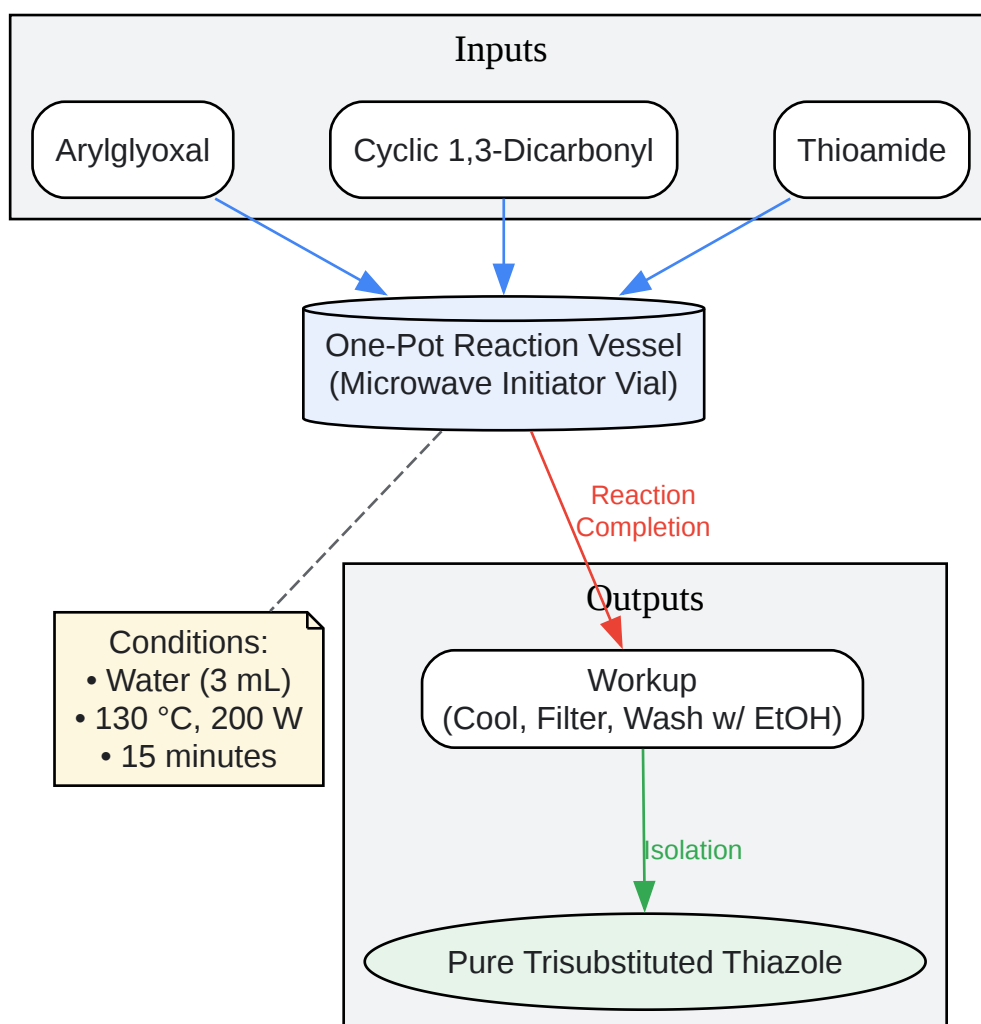 Inputs
Arylglyoxal
Cyclic 1,3-Dicarbonyl
Thioamide
One-Pot Reaction Vessel
(Microwave Initiator Vial)
Reaction
Completion
Outputs
Conditions:
• Water (3 mL)
• 130 °C, 200 W
• 15 minutes
Workup
(Cool, Filter, Wash w/ EtOH)
Isolation
Pure Trisubstituted Thiazole